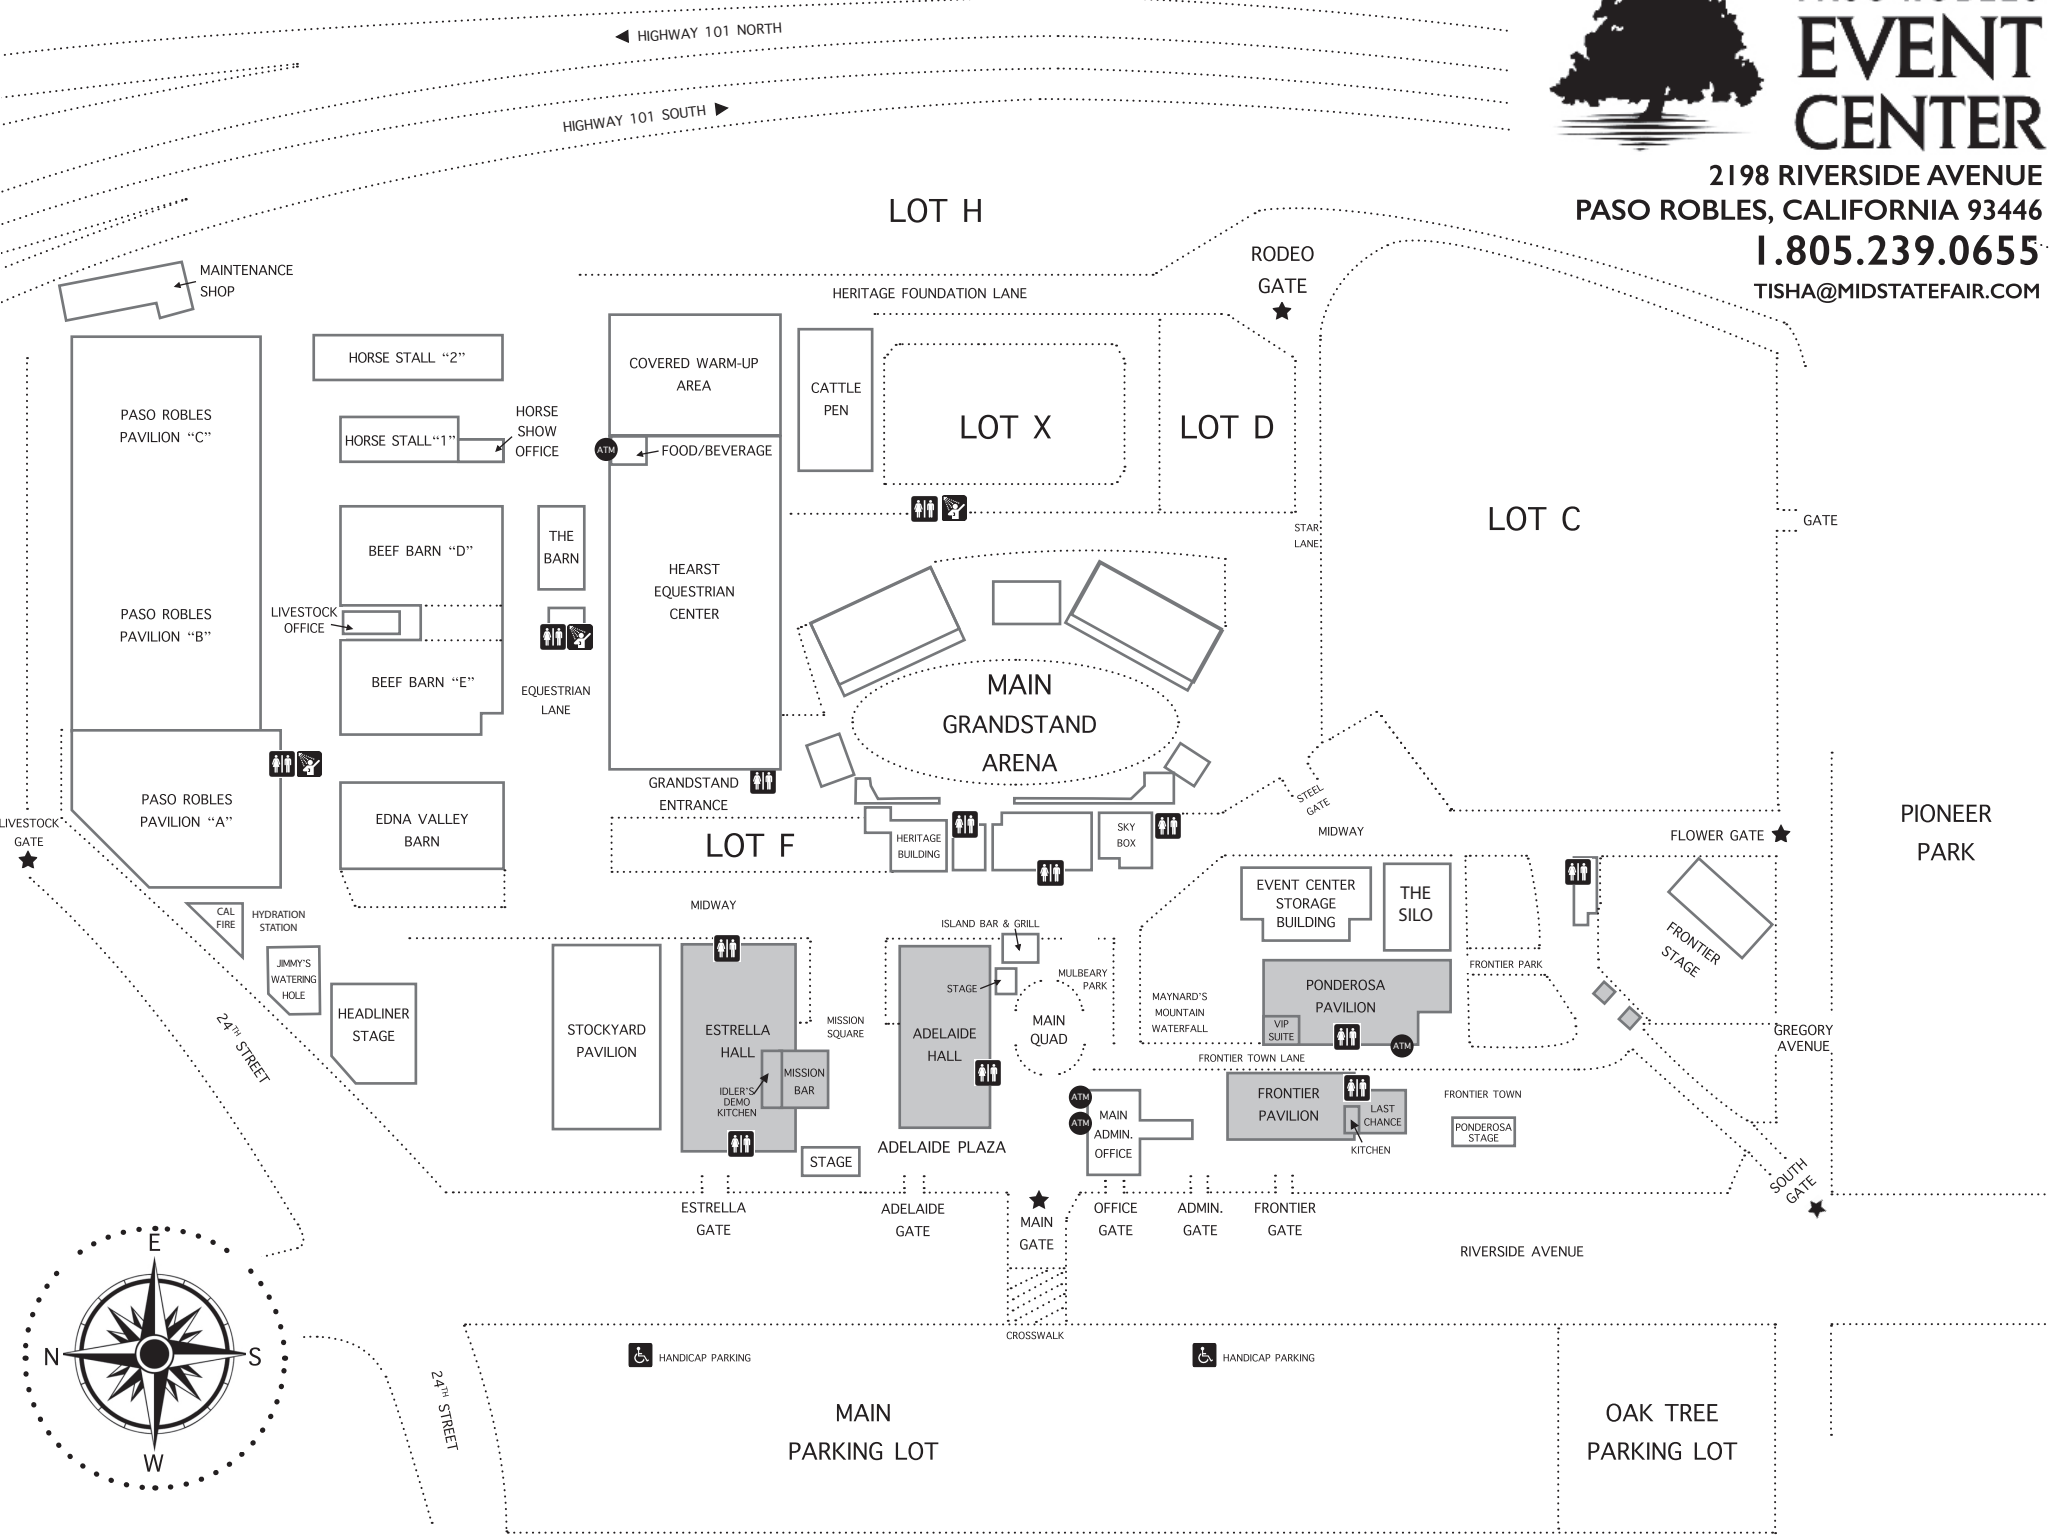 HIGHWAY 101 NORTH
HIGHWAY 101 SOUTH
EVENT
CENTER
2198 RIVERSIDE AVENUE
PASO ROBLES, CALIFORNIA 93446
1.805.239.0655
TISHA@MIDSTATEFAIR.COM
LOT H
RODEO
GATE
HERITAGE FOUNDATION LANE
MAINTENANCE
SHOP
HORSE STALL “2”
COVERED WARM-UP
AREA
CATTLE
PEN
LOT X
LOT D
PASO ROBLES
PAVILION “C”
HORSE STALL“1”
HORSE
SHOW
OFFICE
ATM
FOOD/BEVERAGE
LOT C
GATE
STAR
LANE
BEEF BARN “D”
THE
BARN
HEARST
EQUESTRIAN
CENTER
PASO ROBLES
PAVILION “B”
LIVESTOCK
OFFICE
BEEF BARN “E”
EQUESTRIAN
LANE
MAIN
GRANDSTAND
ARENA
GRANDSTAND
ENTRANCE
PASO ROBLES
PAVILION “A”
LIVESTOCK
GATE
EDNA VALLEY
BARN
LOT F
HERITAGE
BUILDING
SKY
BOX
STEEL
GATE
MIDWAY
FLOWER GATE
PIONEER
PARK
CAL
FIRE
HYDRATION
STATION
MIDWAY
ISLAND BAR & GRILL
EVENT CENTER
STORAGE
BUILDING
THE
SILO
FRONTIER
STAGE
JIMMY'S
WATERING
HOLE
HEADLINER
STAGE
24TH STREET
STOCKYARD
PAVILION
ESTRELLA
HALL
MISSION
SQUARE
IDLER'S
DEMO
KITCHEN
MISSION
BAR
ADELAIDE
HALL
STAGE
MULBEARY
PARK
MAIN
QUAD
MAYNARD'S
MOUNTAIN
WATERFALL
PONDEROSA
PAVILION
VIP
SUITE
ATM
FRONTIER PARK
GREGORY
AVENUE
FRONTIER TOWN LANE
ATM
ATM
MAIN
ADMIN.
OFFICE
FRONTIER
PAVILION
LAST
CHANCE
KITCHEN
FRONTIER TOWN
PONDEROSA
STAGE
STAGE
ADELAIDE PLAZA
SOUTH
GATE
ESTRELLA
GATE
ADELAIDE
GATE
MAIN
GATE
OFFICE
GATE
ADMIN.
GATE
FRONTIER
GATE
RIVERSIDE AVENUE
E
N
S
W
CROSSWALK
HANDICAP PARKING
HANDICAP PARKING
24TH STREET
MAIN
PARKING LOT
OAK TREE
PARKING LOT